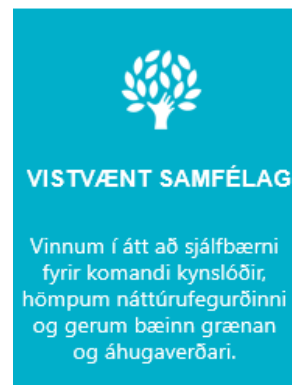 VISTVÆNT SAMFÉLAG
Vinnum í átt að sjálfbærni
fyrir komandi kynslóðir,
hömpum náttúrufegurðinni
og gerum bæinn grænan
og áhugaverðari.